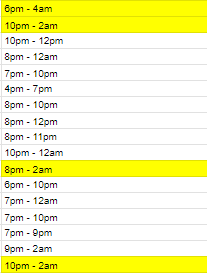 6pm - 4am
10pm - 2am
10pm - 12pm
8pm - 12am
7pm - 10pm
4pm - 7pm
8pm - 10pm
8pm - 12pm
8pm - 11pm
10pm - 12am
8pm - 2am
6pm - 10pm
7pm - 12am
7pm - 10pm
7pm - 9pm
9pm - 2am
10pm - 2am